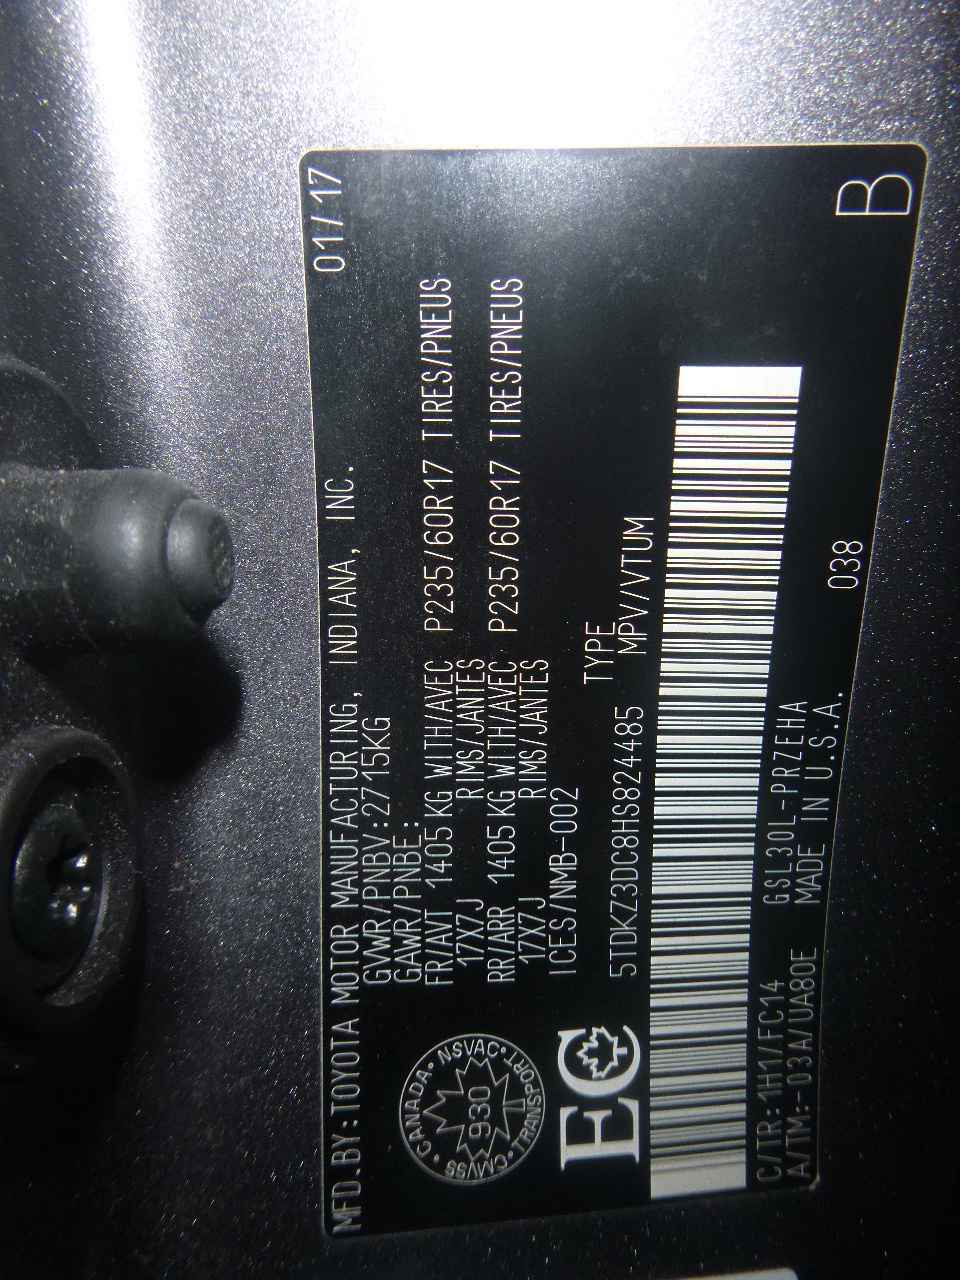 MFD.BY:TOYOTA MOTOR MANUFACTURING, INDIANA, INC. 01/17
GVWR/PNBV:2715KG
GAWR/PNBE:
FR/AVT 1405 KG WITH/AVEC P235/60R17 TIRES/PNEUS
17X7J RIMS/JANTES
RR/ARR 1405 KG WITH/AVEC P235/60R17 TIRES/PNEUS
17X7J RIMS/JANTES
ICES/NMB-002
TYPE
5TDKZ3DC8HS824485 MPV/VTUM
CANADA • NSVAC • TRANSPORT • CMVSS
930
EC
C/TR:1H1/FC14 GSL30L-PRZEHA
A/TM:-03A/UA80E MADE IN U.S.A. 038
B